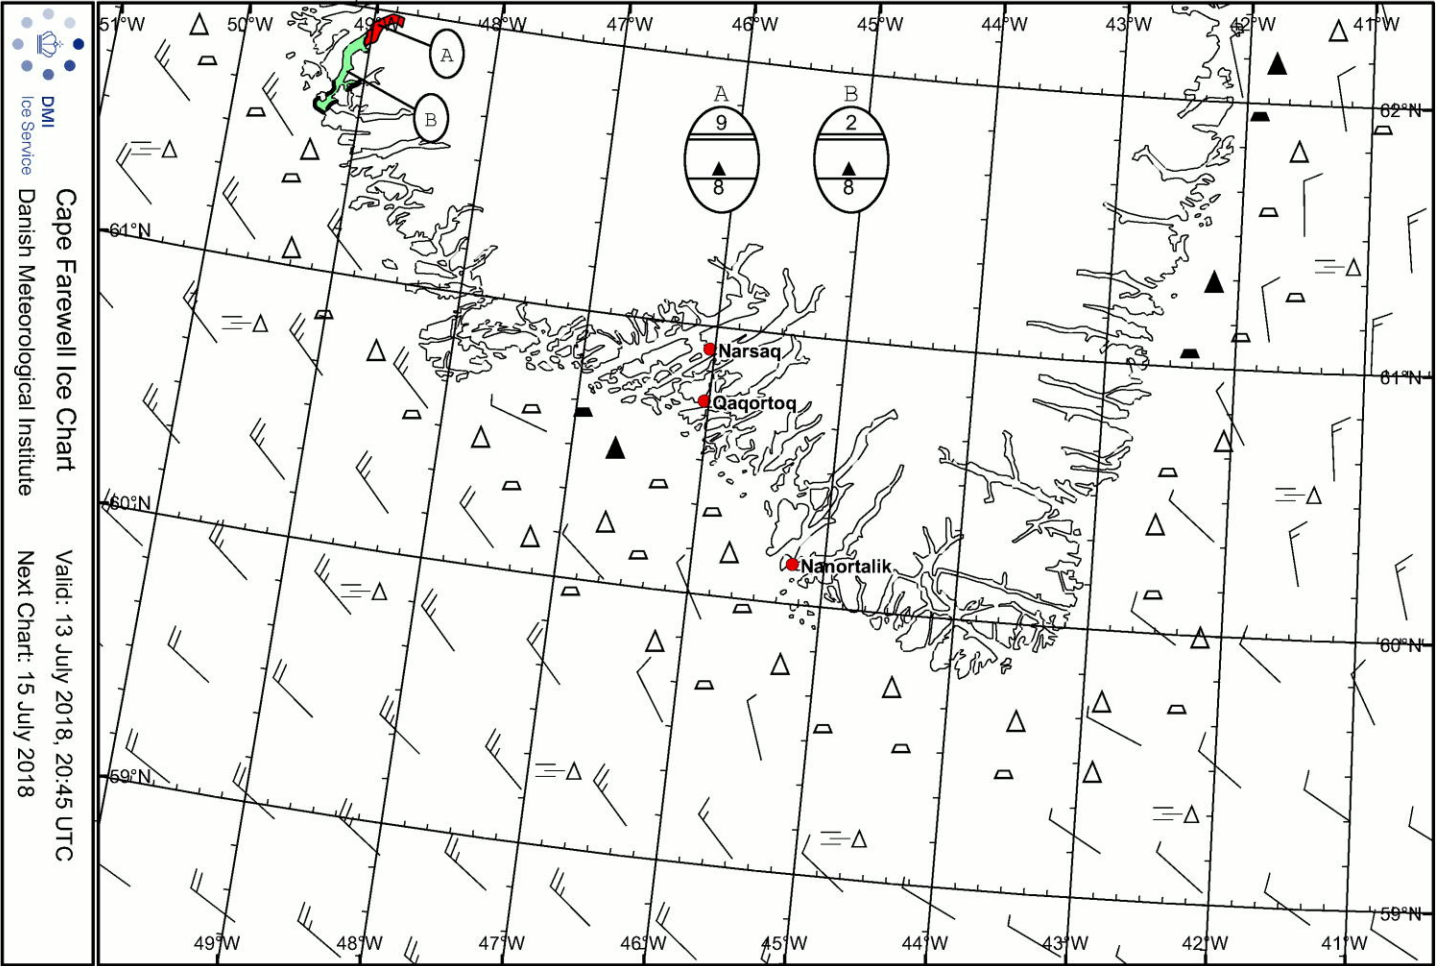 DMI
Ice Service
Cape Farewell Ice Chart
Danish Meteorological Institute
Valid: 13 July 2018, 20:45 UTC
Next Chart: 15 July 2018
51°W 50°W 49°W 48°W 47°W 46°W 45°W 44°W 43°W 42°W 41°W
A
B
A B
9 2
8 8
62°N
61°N
61°N
Narsaq
Qaqortoq
60°N
Nanortalik
60°N
59°N
59°N
49°W 48°W 47°W 46°W 45°W 44°W 43°W 42°W 41°W